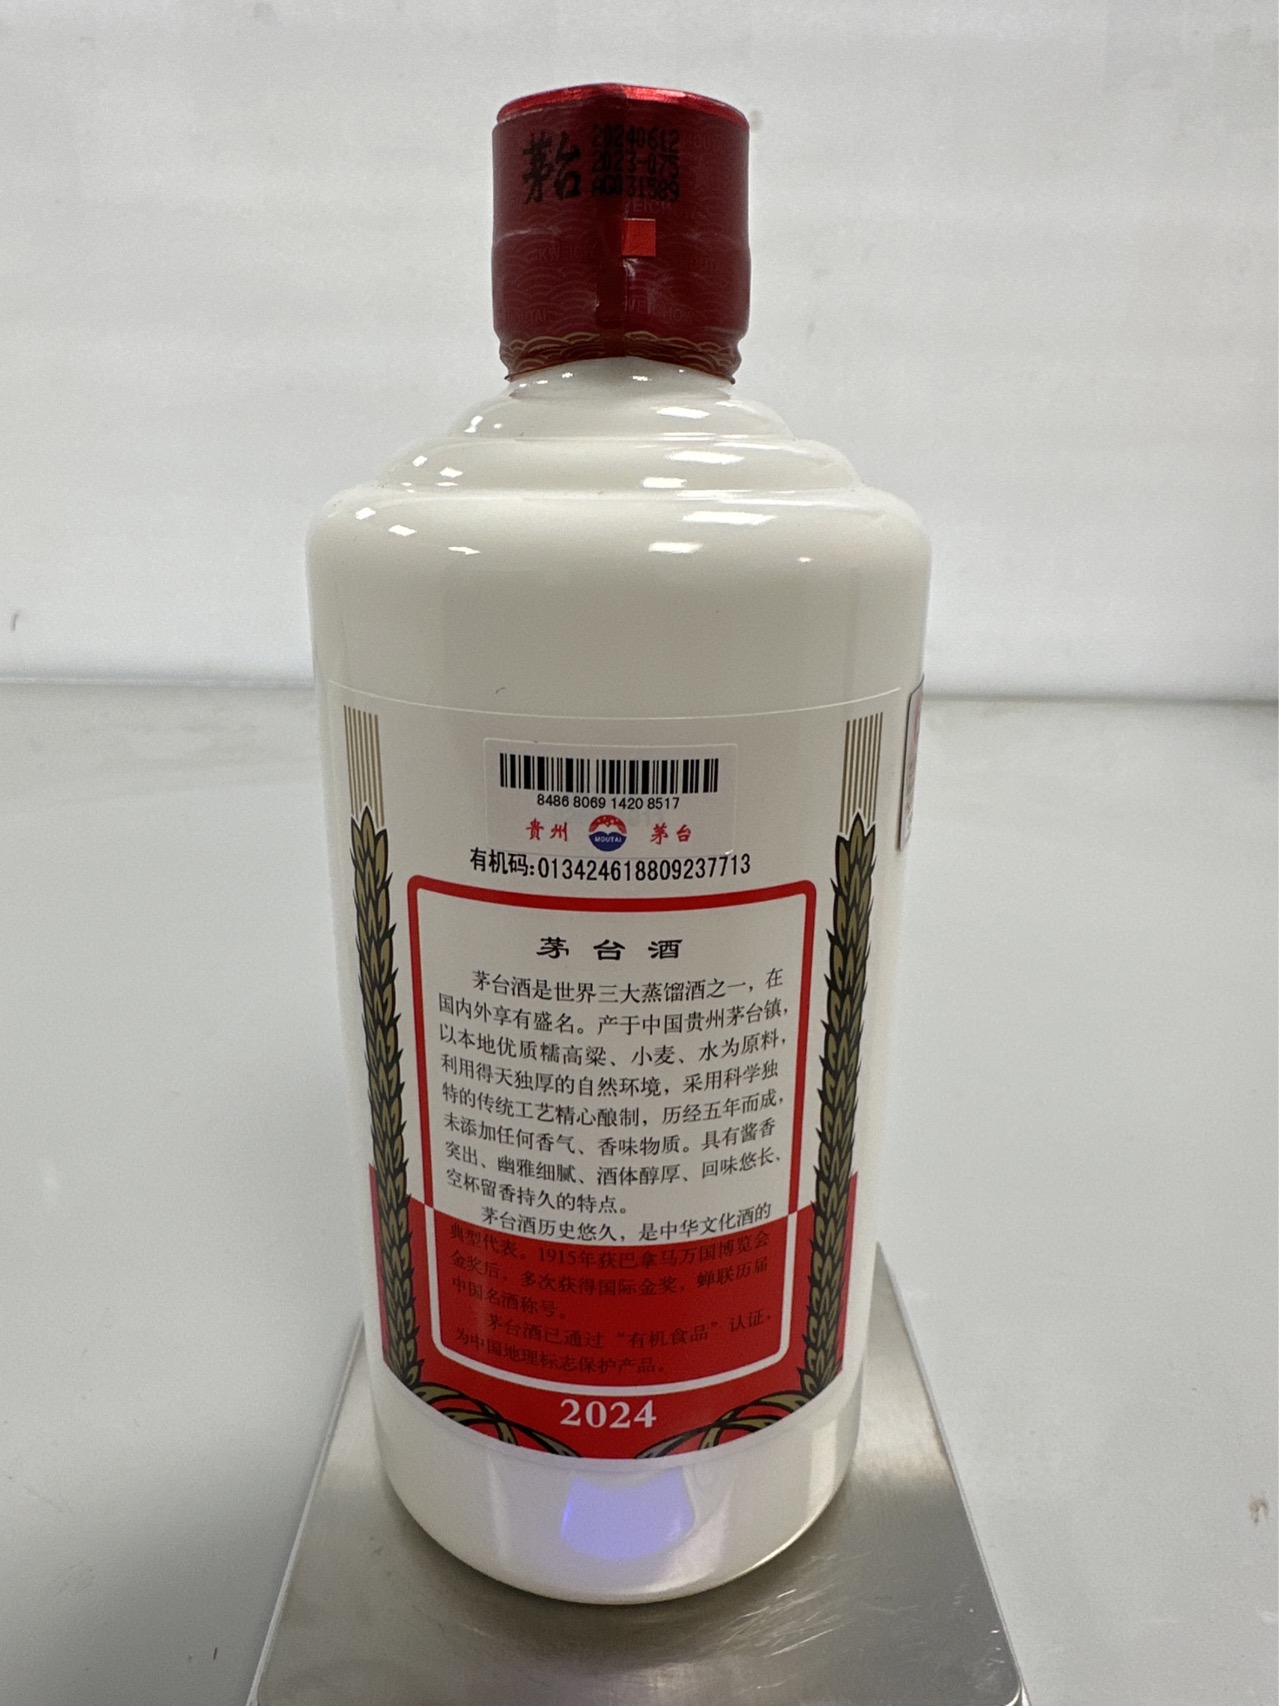 茅台
20240612
2023-075
31589
8486 8069 1420 8517
贵州 MOUTAI 茅台
有机码:013424618809237713
茅台酒
茅台酒是世界三大蒸馏酒之一，在
国内外享有盛名。产于中国贵州茅台镇，
以本地优质糯高粱、小麦、水为原料，
利用得天独厚的自然环境，采用科学独
特的传统工艺精心酿制，历经五年而成，
未添加任何香气、香味物质。具有酱香
突出、幽雅细腻、酒体醇厚、回味悠长、
空杯留香持久的特点。
茅台酒历史悠久，是中华文化酒的
典型代表。1915年获巴拿马万国博览会
金奖后，多次获得国际金奖，蝉联历届
中国名酒称号。
茅台酒已通过“有机食品”认证，
为中国地理标志保护产品。
2024